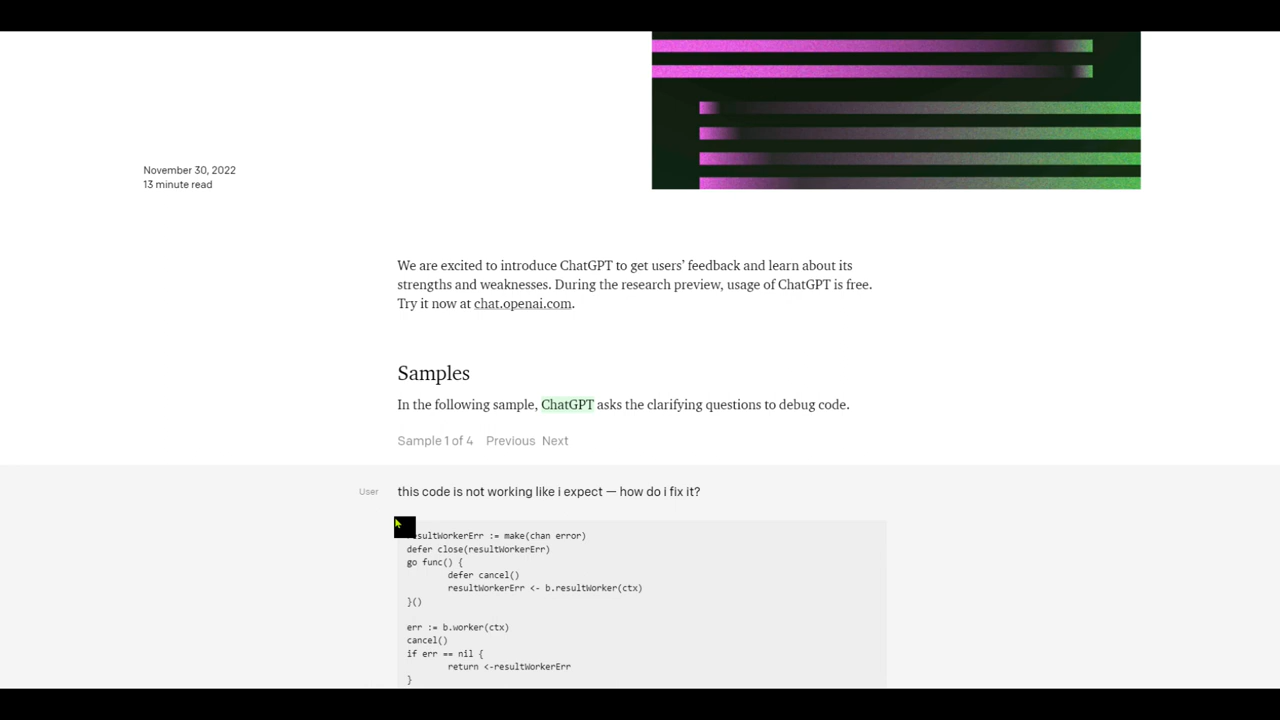 November 30, 2022
13 minute read
We are excited to introduce ChatGPT to get users’ feedback and learn about its
strengths and weaknesses. During the research preview, usage of ChatGPT is free.
Try it now at chat.openai.com.
Samples
In the following sample, ChatGPT asks the clarifying questions to debug code.
Sample 1 of 4 Previous Next
User this code is not working like i expect — how do i fix it?
esultWorkerErr := make(chan error)
defer close(resultWorkerErr)
go func() {
defer cancel()
resultWorkerErr <- b.resultWorker(ctx)
}()
err := b.worker(ctx)
cancel()
if err == nil {
return <-resultWorkerErr
}